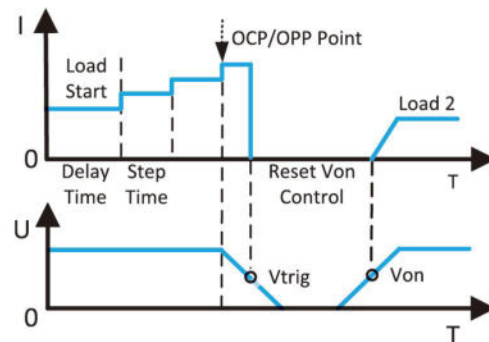 I
OCP/OPP Point
Load
Start
Load 2
0
Delay
Time
Step
Time
Reset Von
Control
T
U
Vtrig
Von
0
T